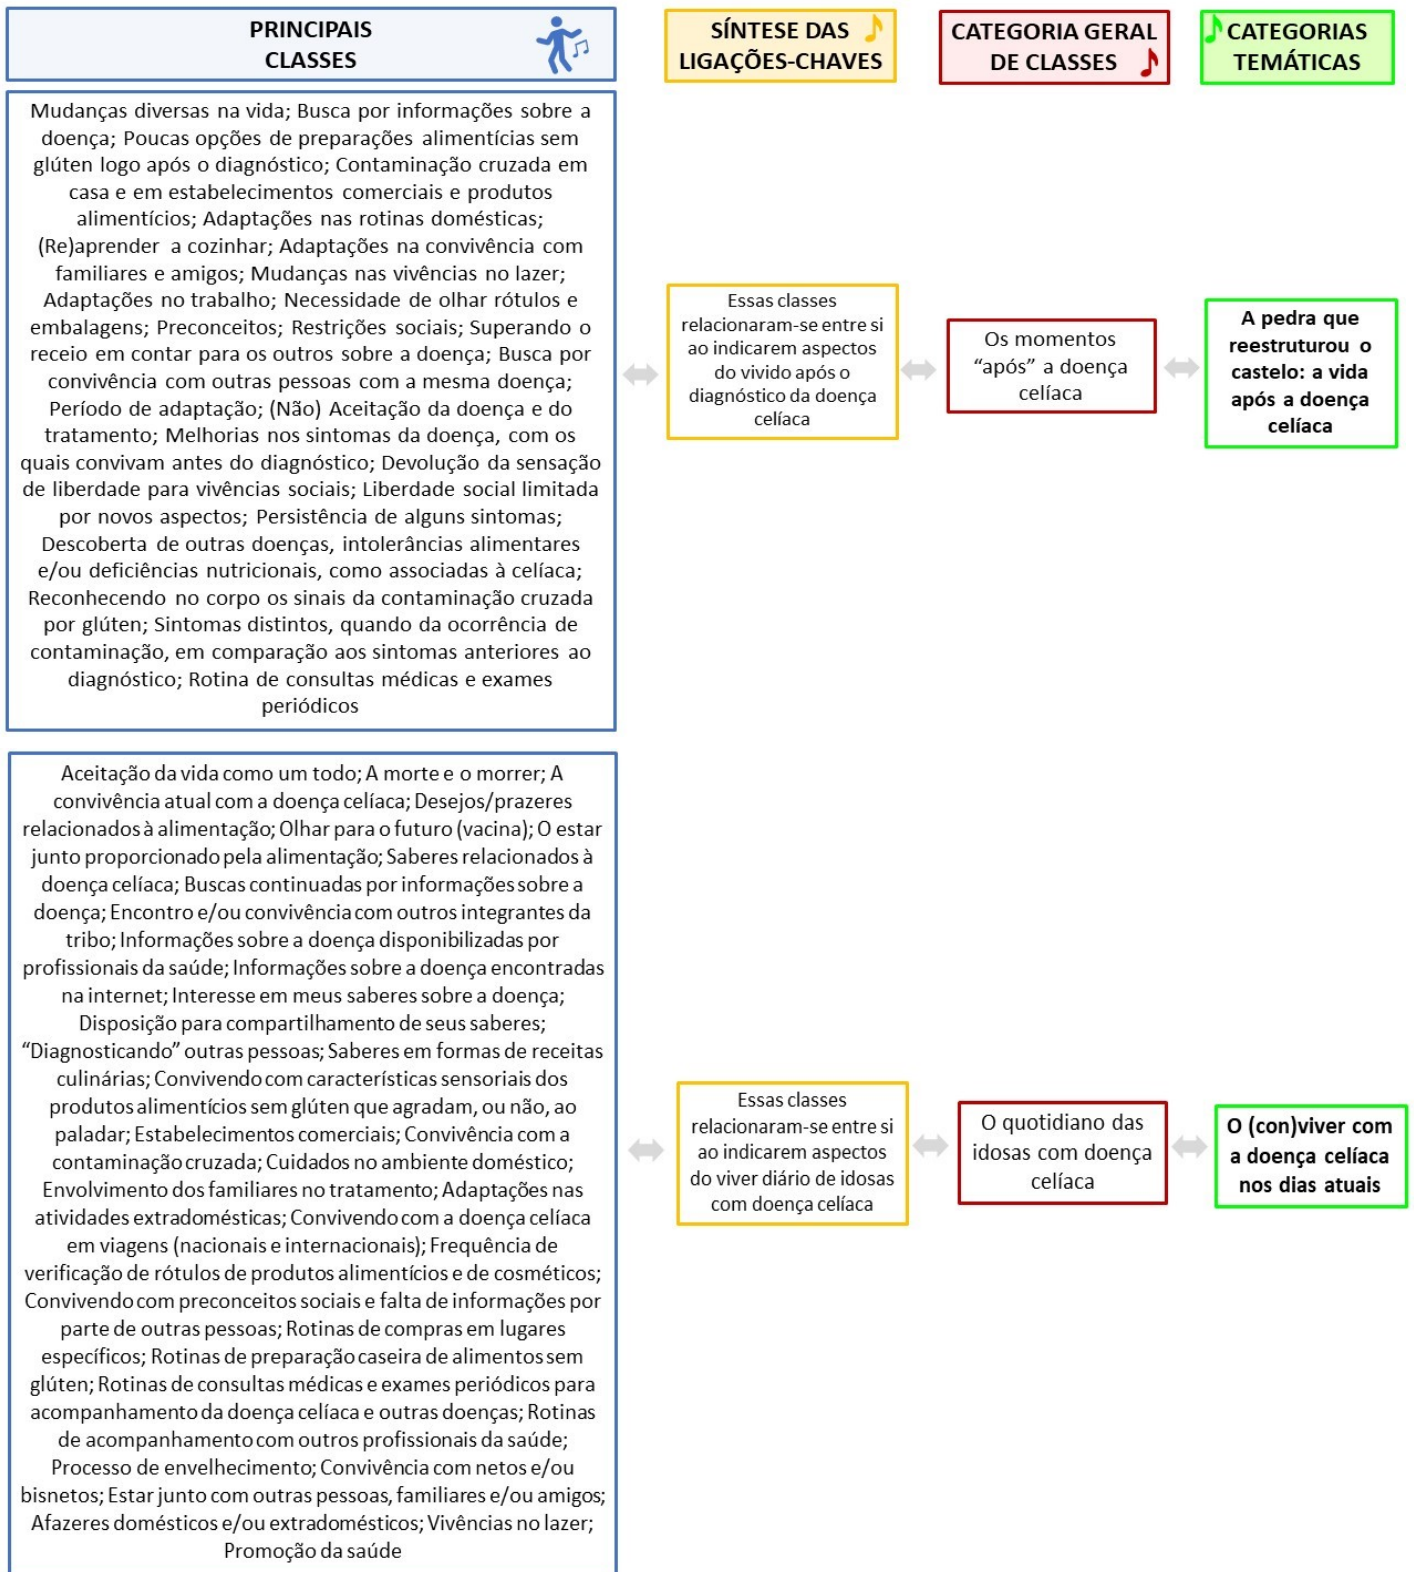 PRINCIPAIS
CLASSES
SÍNTESE DAS
LIGAÇÕES-CHAVES
CATEGORIA GERAL
DE CLASSES
CATEGORIAS
TEMÁTICAS
Mudanças diversas na vida; Busca por informações sobre a
doença; Poucas opções de preparações alimentícias sem
glúten logo após o diagnóstico; Contaminação cruzada em
casa e em estabelecimentos comerciais e produtos
alimentícios; Adaptações nas rotinas domésticas;
(Re)aprender a cozinhar; Adaptações na convivência com
familiares e amigos; Mudanças nas vivências no lazer;
Adaptações no trabalho; Necessidade de olhar rótulos e
embalagens; Preconceitos; Restrições sociais; Superando o
receio em contar para os outros sobre a doença; Busca por
convivência com outras pessoas com a mesma doença;
Período de adaptação; (Não) Aceitação da doença e do
tratamento; Melhorias nos sintomas da doença, com os
quais convivam antes do diagnóstico; Devolução da sensação
de liberdade para vivências sociais; Liberdade social limitada
por novos aspectos; Persistência de alguns sintomas;
Descoberta de outras doenças, intolerâncias alimentares
e/ou deficiências nutricionais, como associadas à celíaca;
Reconhecendo no corpo os sinais da contaminação cruzada
por glúten; Sintomas distintos, quando da ocorrência de
contaminação, em comparação aos sintomas anteriores ao
diagnóstico; Rotina de consultas médicas e exames
periódicos
Essas classes
relacionaram-se entre si
ao indicarem aspectos
do vivido após o
diagnóstico da doença
celíaca
Os momentos
“após” a doença
celíaca
A pedra que
reestruturou o
castelo: a vida
após a doença
celíaca
Aceitação da vida como um todo; A morte e o morrer; A
convivência atual com a doença celíaca; Desejos/prazeres
relacionados à alimentação; Olhar para o futuro (vacina); O estar
junto proporcionado pela alimentação; Saberes relacionados à
doença celíaca; Buscas continuadas por informações sobre a
doença; Encontro e/ou convivência com outros integrantes da
tribo; Informações sobre a doença disponibilizadas por
profissionais da saúde; Informações sobre a doença encontradas
na internet; Interesse em meus saberes sobre a doença;
Disposição para compartilhamento de seus saberes;
“Diagnosticando” outras pessoas; Saberes em formas de receitas
culinárias; Convivendo com características sensoriais dos
produtos alimentícios sem glúten que agradam, ou não, ao
paladar; Estabelecimentos comerciais; Convivência com a
contaminação cruzada; Cuidados no ambiente doméstico;
Envolvimento dos familiares no tratamento; Adaptações nas
atividades extradomésticas; Convivendo com a doença celíaca
em viagens (nacionais e internacionais); Frequência de
verificação de rótulos de produtos alimentícios e de cosméticos;
Convivendo com preconceitos sociais e falta de informações por
parte de outras pessoas; Rotinas de compras em lugares
específicos; Rotinas de preparação caseira de alimentos sem
glúten; Rotinas de consultas médicas e exames periódicos para
acompanhamento da doença celíaca e outras doenças; Rotinas
de acompanhamento com outros profissionais da saúde;
Processo de envelhecimento; Convivência com netos e/ou
bisnetos; Estar junto com outras pessoas, familiares e/ou amigos;
Afazeres domésticos e/ou extradomésticos; Vivências no lazer;
Promoção da saúde
Essas classes
relacionaram-se entre si
ao indicarem aspectos
do viver diário de idosas
com doença celíaca
O quotidiano das
idosas com doença
celíaca
O (con)viver com
a doença celíaca
nos dias atuais